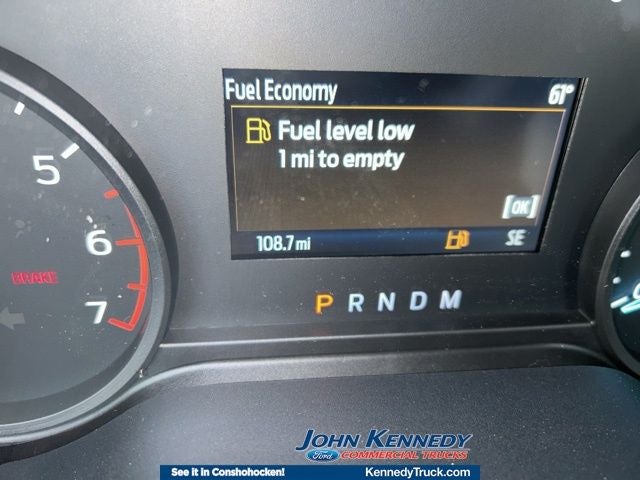 Fuel Economy 61°
Fuel level low
1 mi to empty
[OK]
108.7 mi SE
5
6
7
BRAKE
P R N D M
JOHN KENNEDY
Ford COMMERCIAL TRUCKS
See it in Conshohocken! KennedyTruck.com